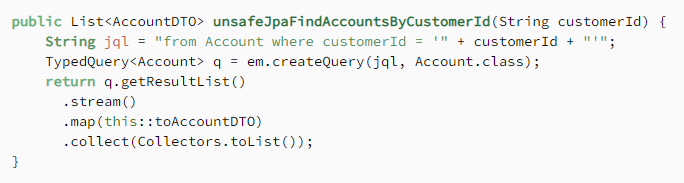 public List<AccountDTO> unsafeJpaFindAccountsByCustomerId(String customerId) {
    String jql = "from Account where customerId = '" + customerId + "'";
    TypedQuery<Account> q = em.createQuery(jql, Account.class);
    return q.getResultList()
      .stream()
      .map(this::toAccountDTO)
      .collect(Collectors.toList());
}